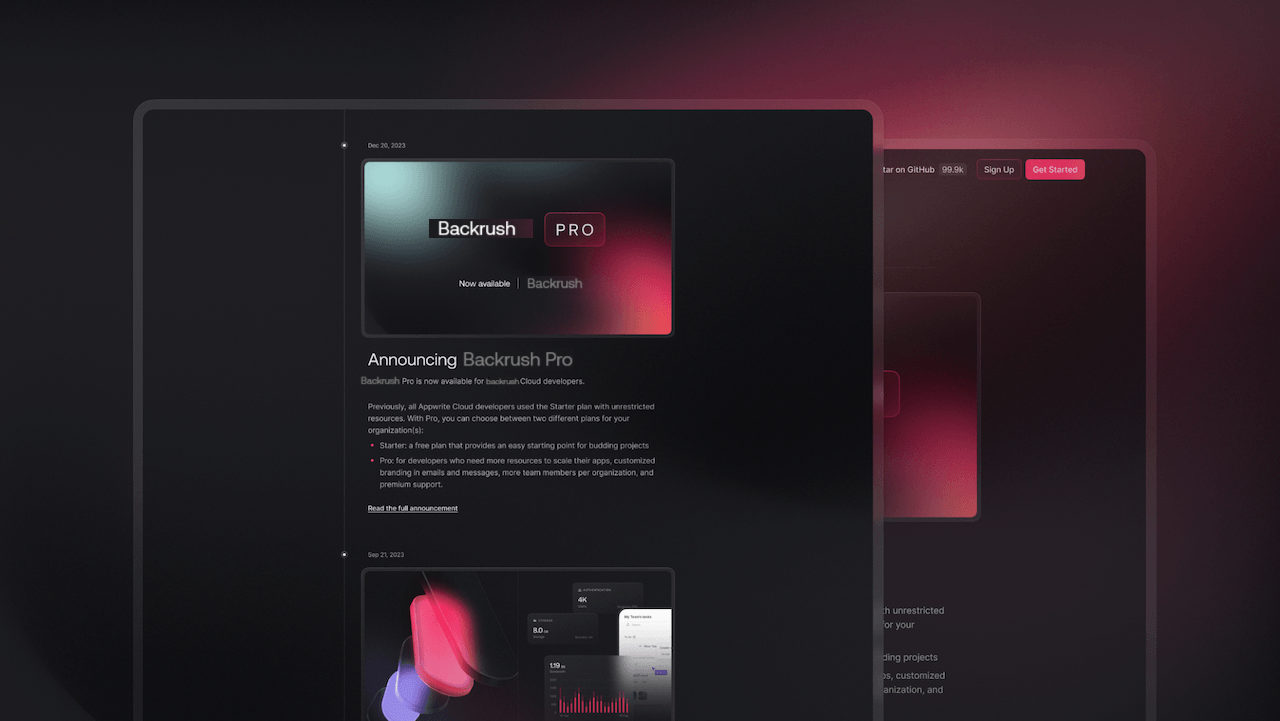 Dec 20, 2023
Backrush PRO
Now available | Backrush
Announcing Backrush Pro
Backrush Pro is now available for backrush Cloud developers.
Previously, all Appwrite Cloud developers used the Starter plan with unrestricted
resources. With Pro, you can choose between two different plans for your
organization(s):
• Starter: a free plan that provides an easy starting point for budding projects
• Pro: for developers who need more resources to scale their apps, customized
branding in emails and messages, more team members per organization, and
premium support.
Read the full announcement
Sep 21, 2023
4K
8.0
My Team's tasks
1.19
tar on GitHub 99.9k Sign Up Get Started
th unrestricted
for your
ding projects
os, customized
anization, and